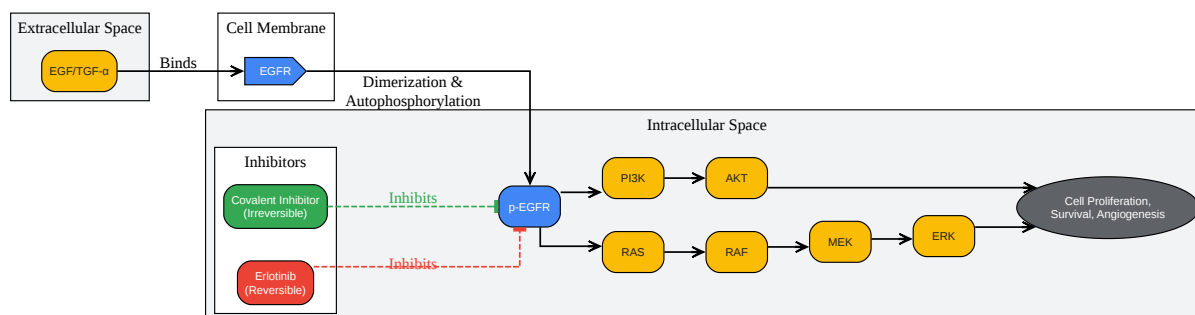 Extracellular Space
Cell Membrane
EGF/TGF-α
Binds
EGFR
Dimerization &
Autophosphorylation
Intracellular Space
Inhibitors
Covalent Inhibitor
(Irreversible)
Inhibits
Erlotinib
(Reversible)
Inhibits
p-EGFR
PI3K
AKT
RAS
RAF
MEK
ERK
Cell Proliferation,
Survival, Angiogenesis